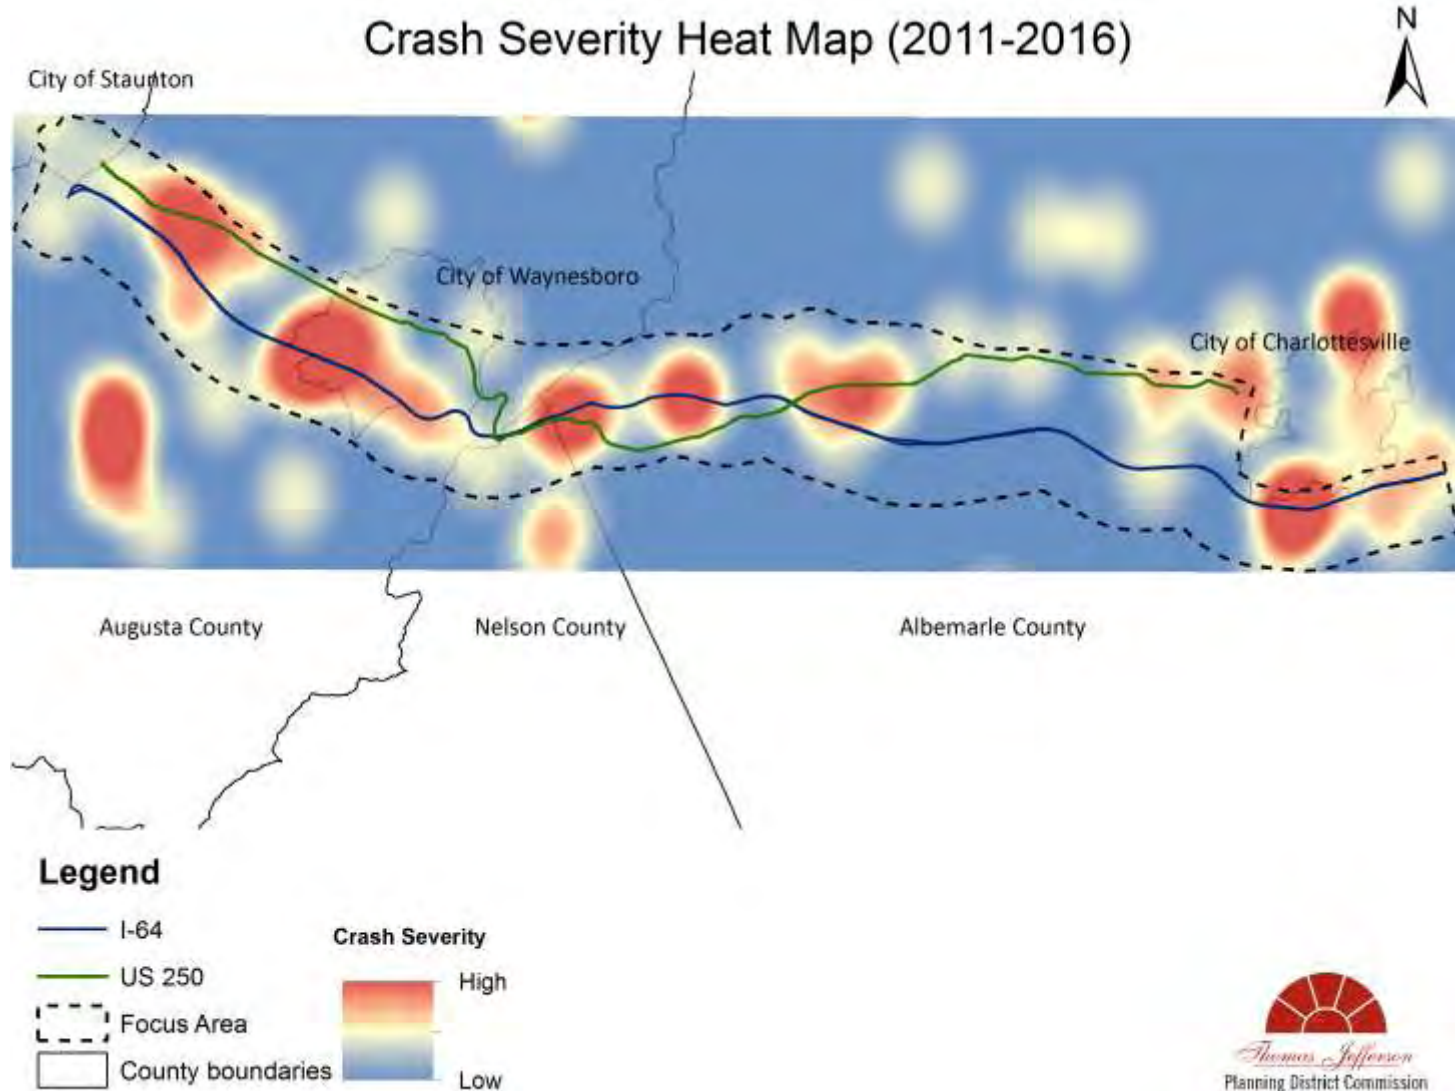 Crash Severity Heat Map (2011-2016)
N
City of Staunton
City of Waynesboro
City of Charlottesville
Augusta County
Nelson County
Albemarle County
Legend
I-64
US 250
Focus Area
County boundaries
Crash Severity
High
Low
Thomas Jefferson
Planning District Commission